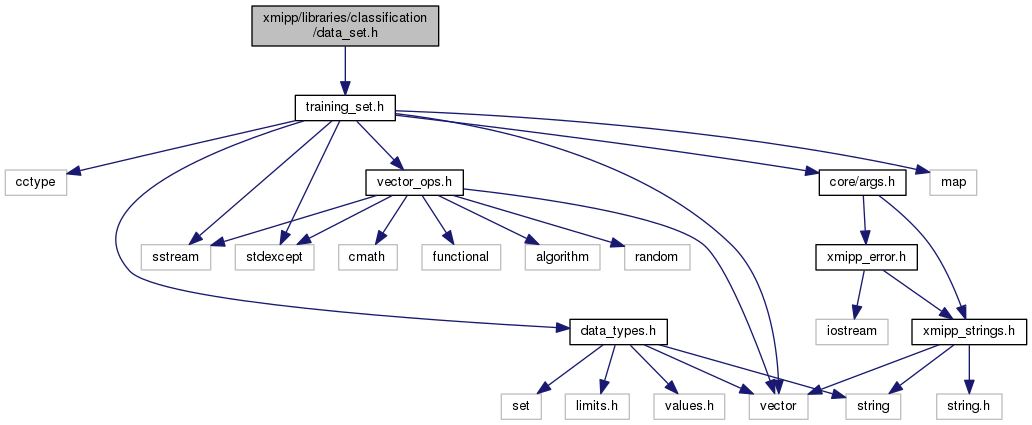 xmipp/libraries/classification
/data_set.h
training_set.h
cctype
vector_ops.h
core/args.h
map
sstream
stdexcept
cmath
functional
algorithm
random
xmipp_error.h
data_types.h
iostream
xmipp_strings.h
set
limits.h
values.h
vector
string
string.h